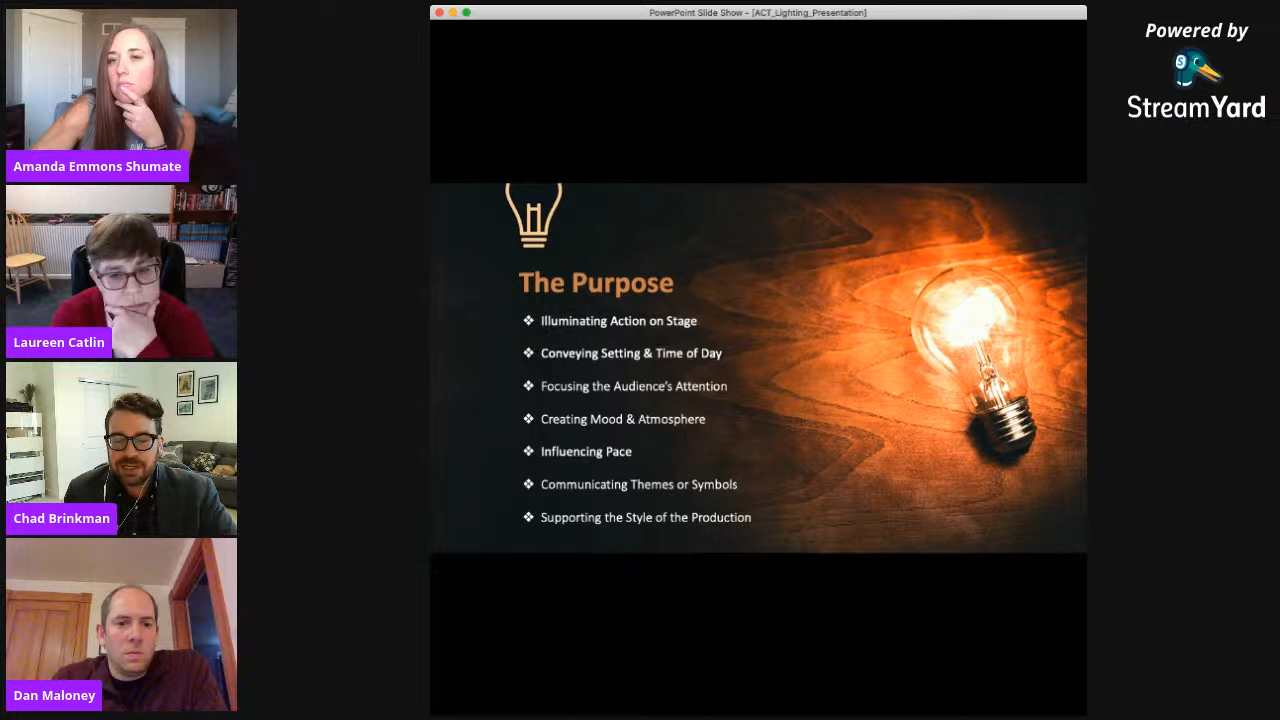 PowerPoint Slide Show - [ACT_Lighting_Presentation]
Powered by
StreamYard
Amanda Emmons Shumate
Laureen Catlin
Chad Brinkman
Dan Maloney
The Purpose
❖ Illuminating Action on Stage
❖ Conveying Setting & Time of Day
❖ Focusing the Audience's Attention
❖ Creating Mood & Atmosphere
❖ Influencing Pace
❖ Communicating Themes or Symbols
❖ Supporting the Style of the Production